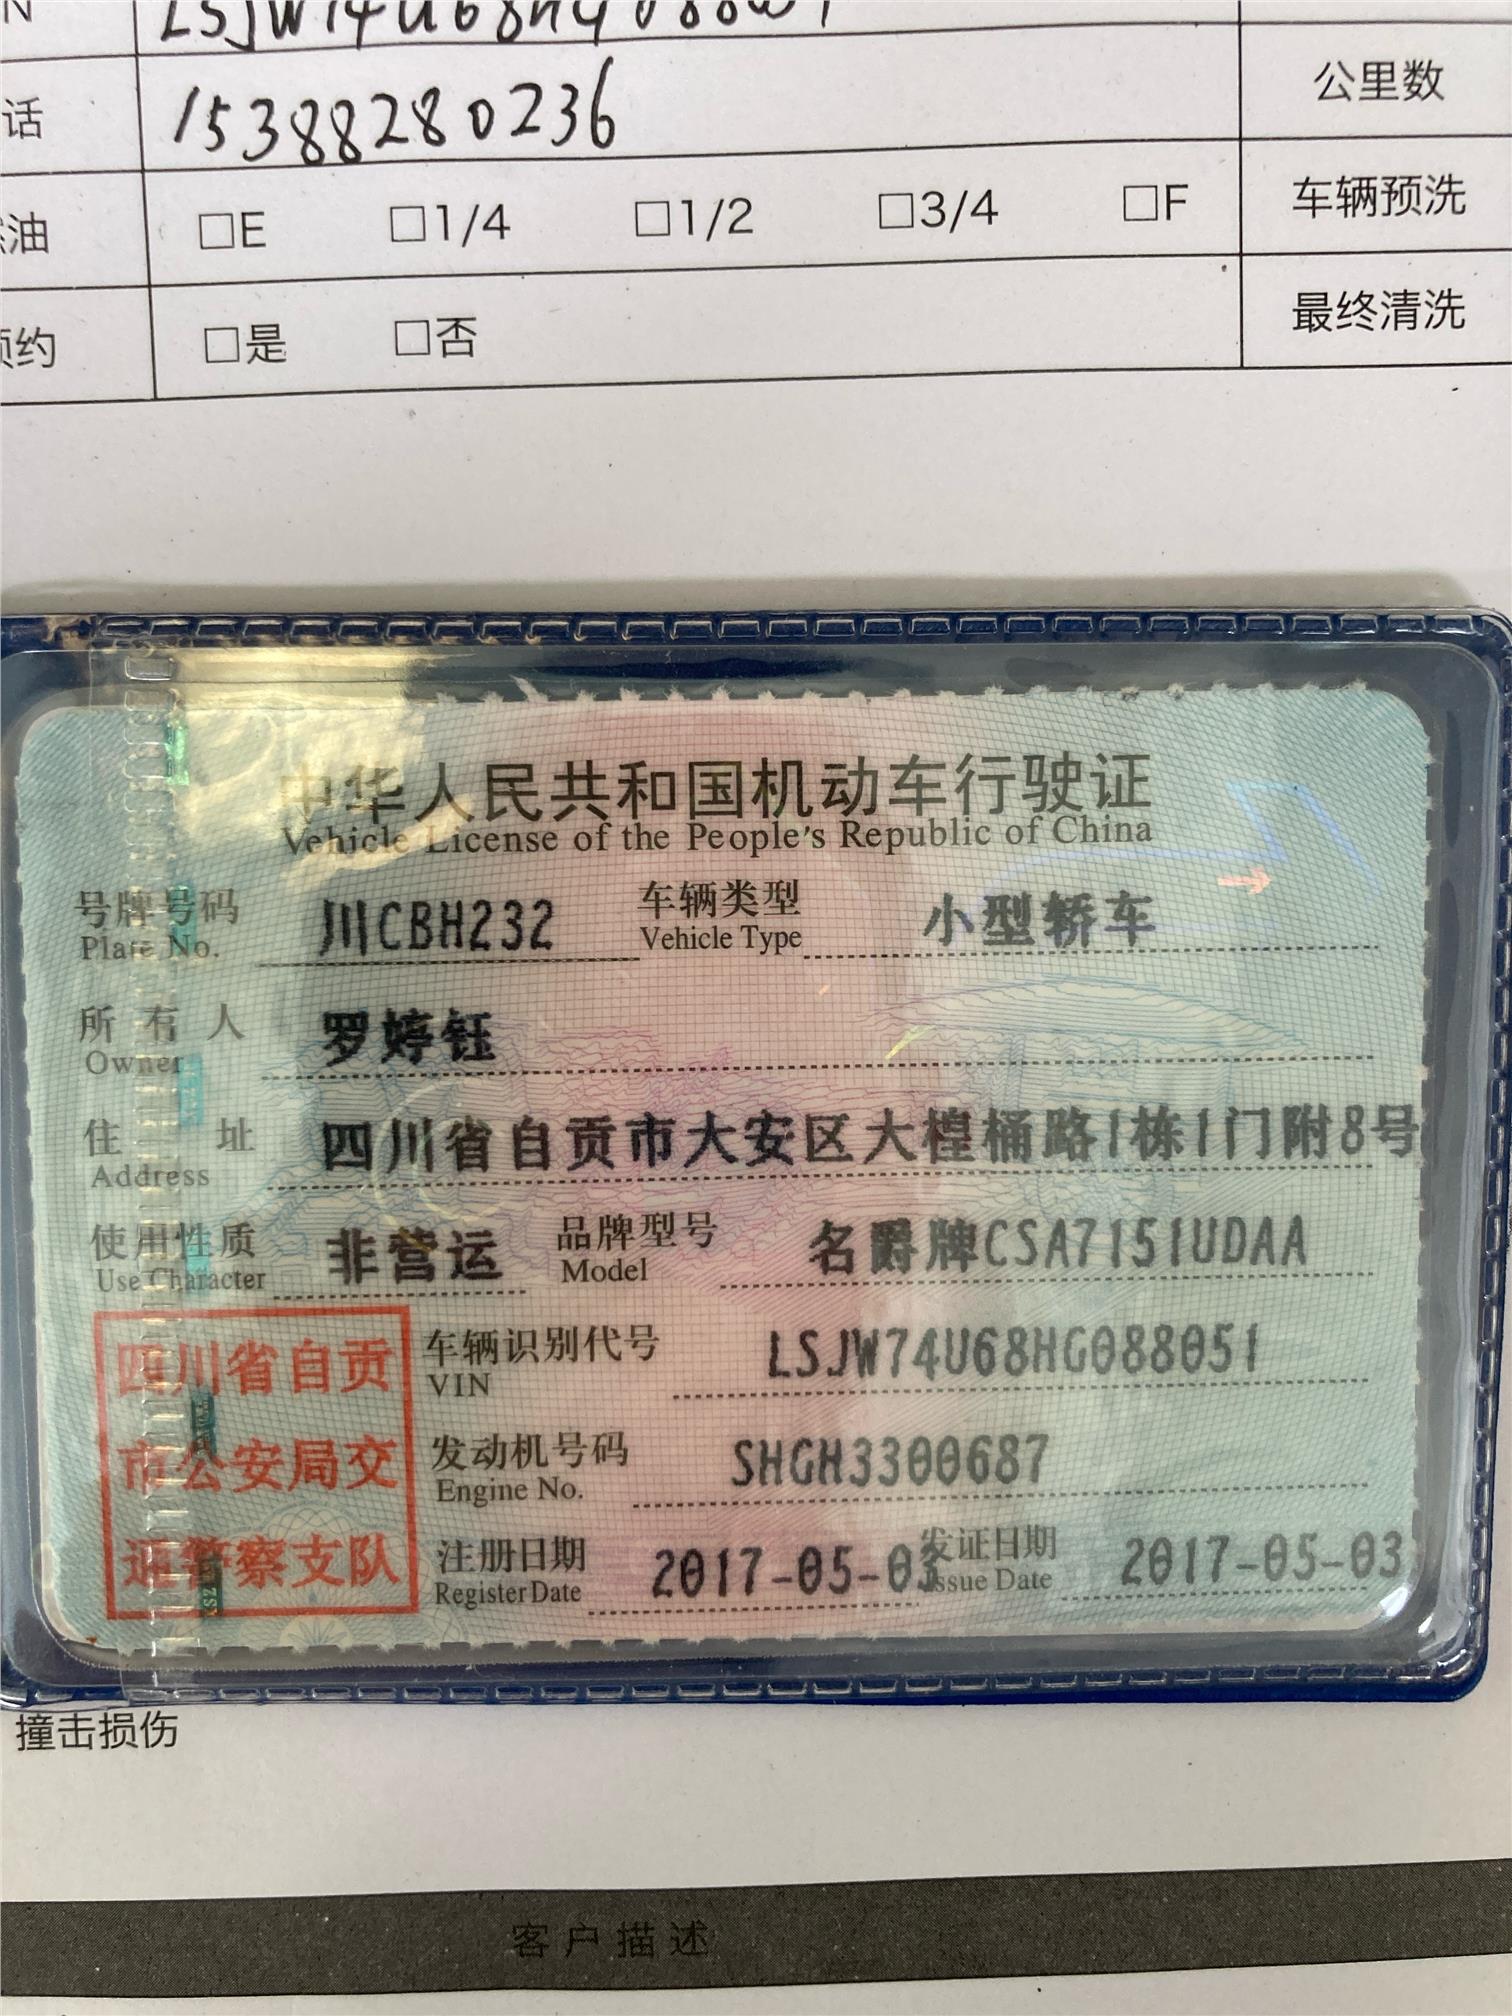 15388280236
公里数
□E □1/4 □1/2 □3/4 □F
车辆预洗
□是 □否
最终清洗
中华人民共和国机动车行驶证
Vehicle License of the People's Republic of China
号牌号码 川CBH232 车辆类型 小型轿车
Plate No. Vehicle Type
所有人 罗婷钰
Owner
住址 四川省自贡市大安区大楻桶路1栋1门附8号
Address
使用性质 非营运 品牌型号 名爵牌CSA7151UDAA
Use Character Model
四川省自贡
市公安局交
通警察支队
车辆识别代号 LSJW74U68HG088051
VIN
发动机号码 SHGH3300687
Engine No.
注册日期 2017-05-03 发证日期 2017-05-03
Register Date Issue Date
撞击损伤
客户描述